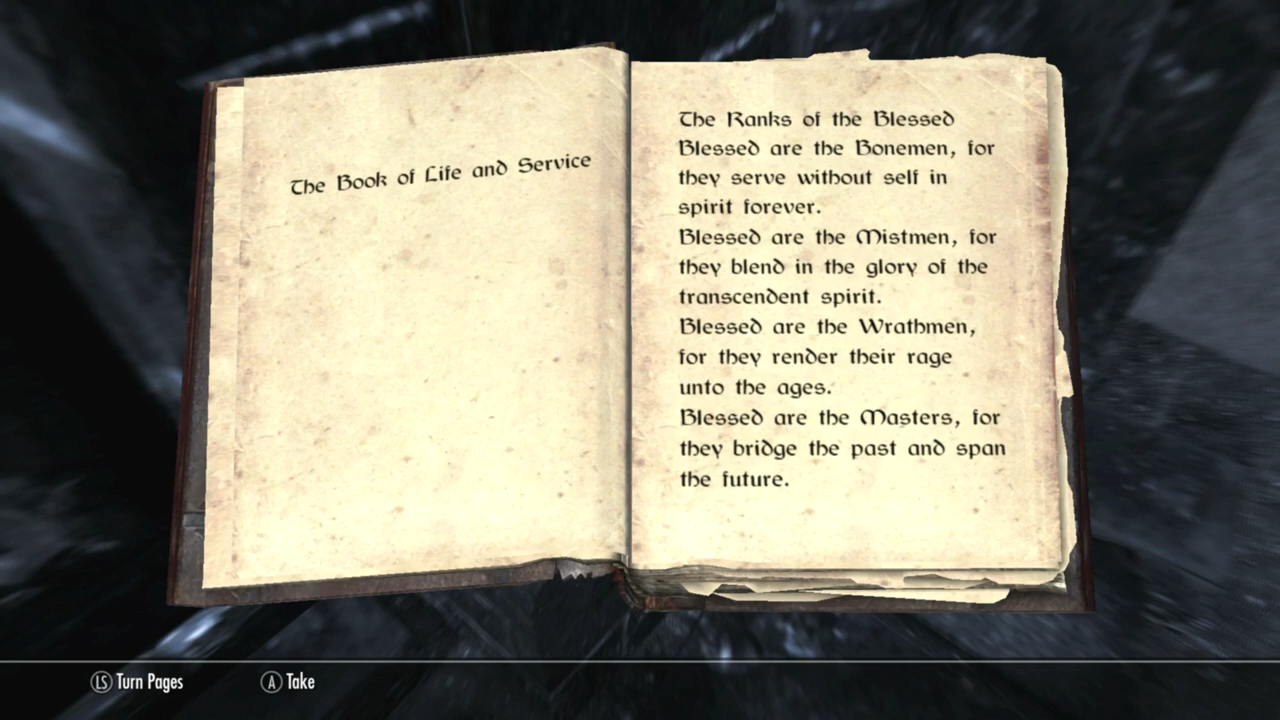 The Book of Life and Service
The Ranks of the Blessed
Blessed are the Bonemen, for
they serve without self in
spirit forever.
Blessed are the Mistmen, for
they blend in the glory of the
transcendent spirit.
Blessed are the Wrathmen,
for they render their rage
unto the ages.
Blessed are the Masters, for
they bridge the past and span
the future.
LS Turn Pages
A Take